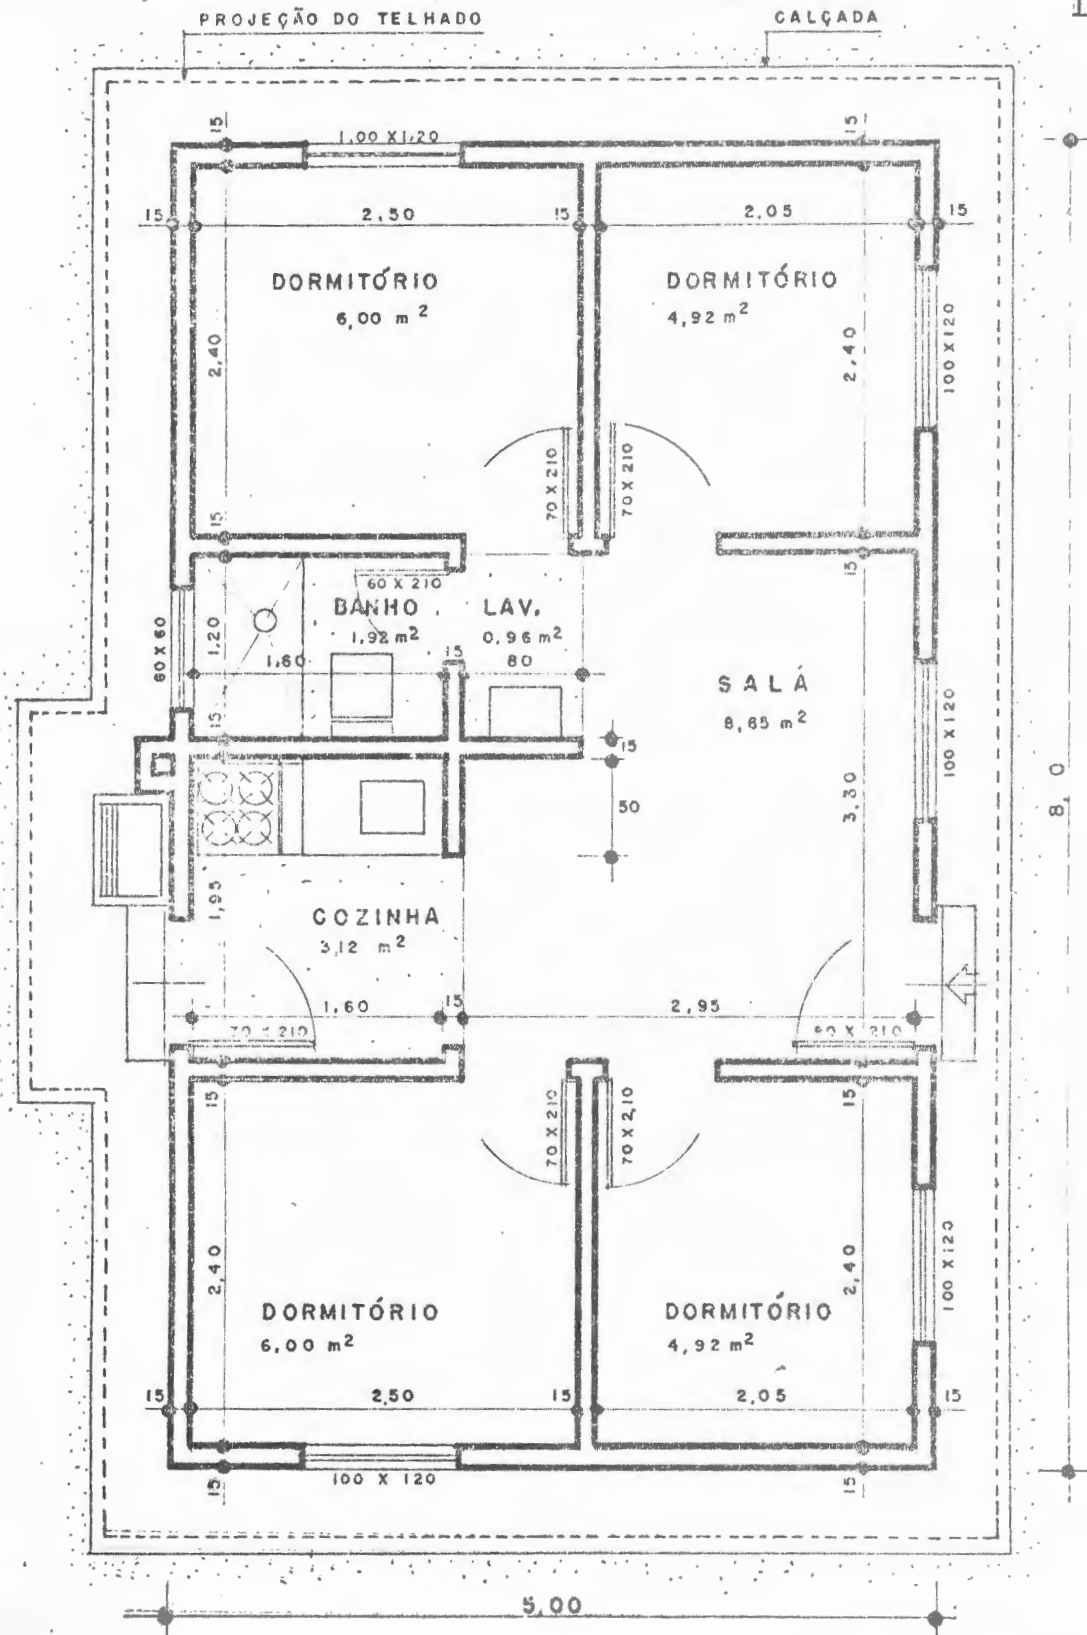 PROJEÇÃO DO TELHADO
CALÇADA
15
1,00 X 1,20
15
15
2,50
15
2,05
15
DORMITÓRIO
6,00 m²
DORMITÓRIO
4,92 m²
2,40
2,40
100 X 120
70 X 210
70 X 210
15
15
60 X 210
BANHO
1,92 m²
LAV.
0,96 m²
1,20
1,60
15
80
SALA
8,65 m²
100 X 120
15
15
50
3,30
8,0
1,95
COZINHA
3,12 m²
1,60
15
2,95
70 X 210
80 X 210
15
15
70 X 210
70 X 2,10
2,40
2,40
100 X 120
DORMITÓRIO
6,00 m²
DORMITÓRIO
4,92 m²
15
2,50
15
2,05
15
15
100 X 120
15
5,00